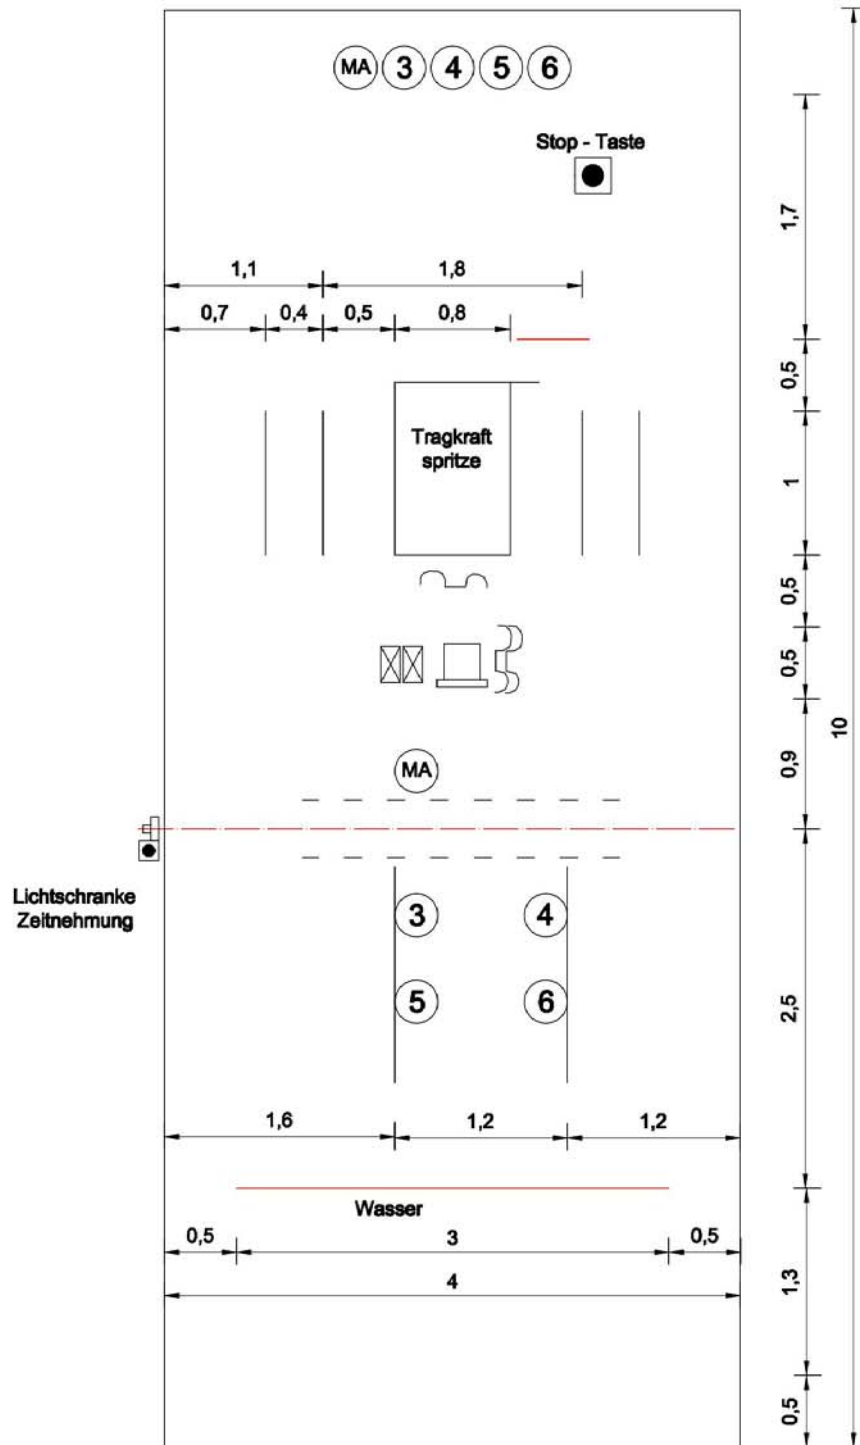 MA 3 4 5 6
Stop - Taste
1,7
1,1 1,8
0,7 0,4 0,5 0,8
0,5
Tragkraft
spritze
1
0,5
0,5
10
0,9
MA
Lichtschranke
Zeitnehmung
3 4
5 6
2,5
1,6 1,2 1,2
Wasser
0,5 3 0,5
4
1,3
0,5